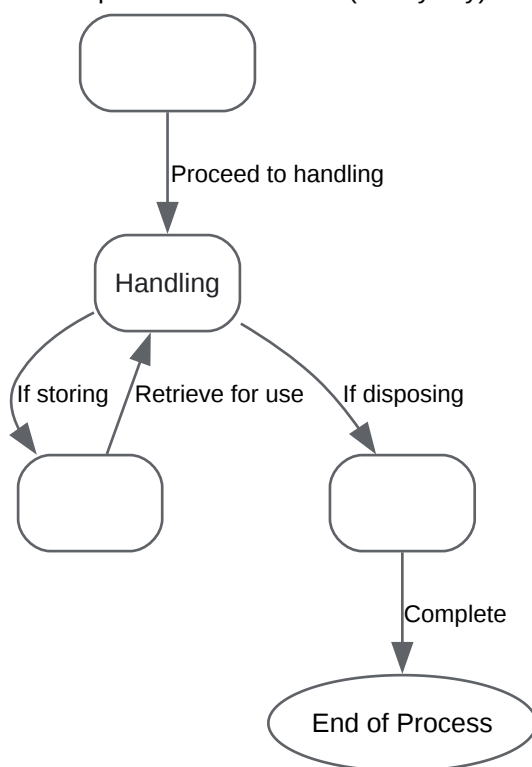 Proceed to handling
Handling
If storing
Retrieve for use
If disposing
Complete
End of Process